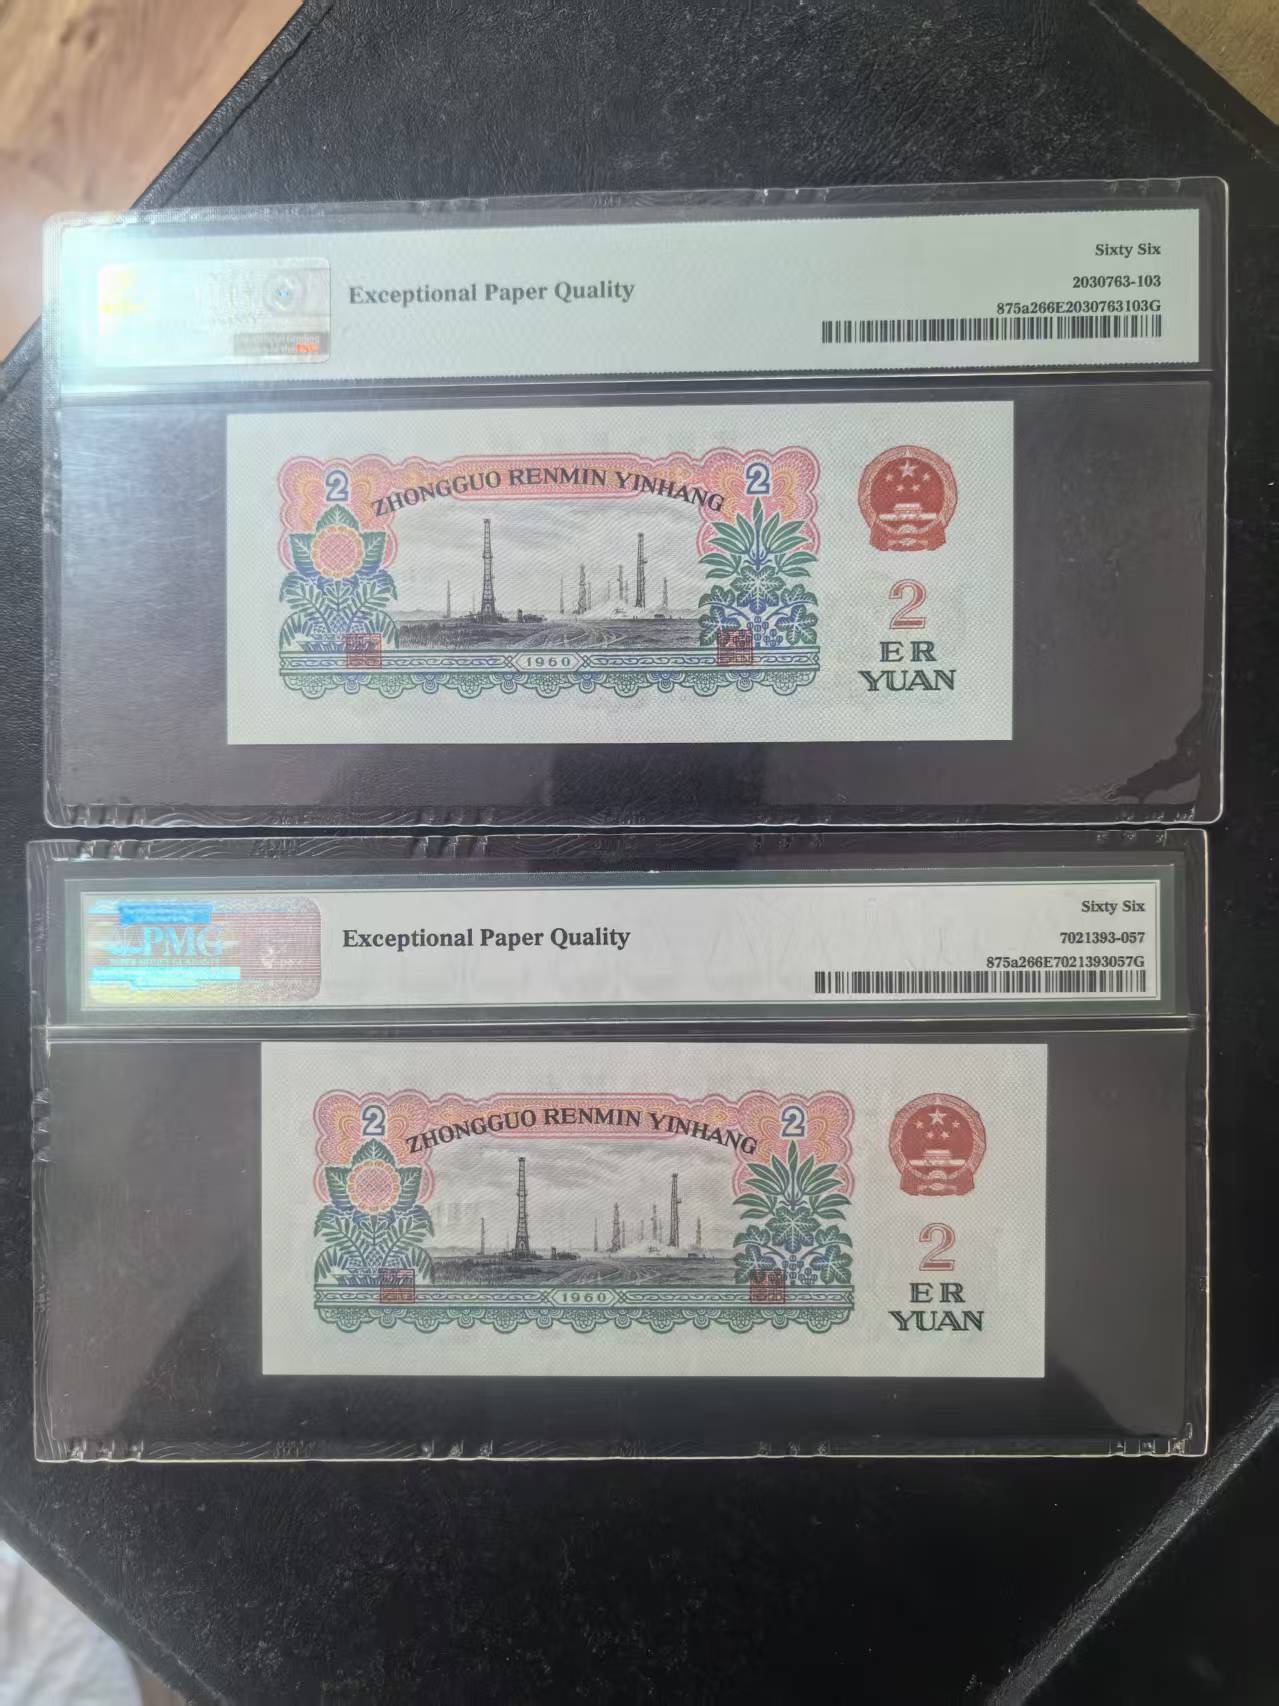 Sixty Six
Exceptional Paper Quality
2030763-103
875a266E2030763103G
2
ZHONGGUO RENMIN YINHANG
2
2
ER
YUAN
1960
Sixty Six
PMG
Exceptional Paper Quality
7021393-057
875a266E7021393057G
2
ZHONGGUO RENMIN YINHANG
2
2
ER
YUAN
1960